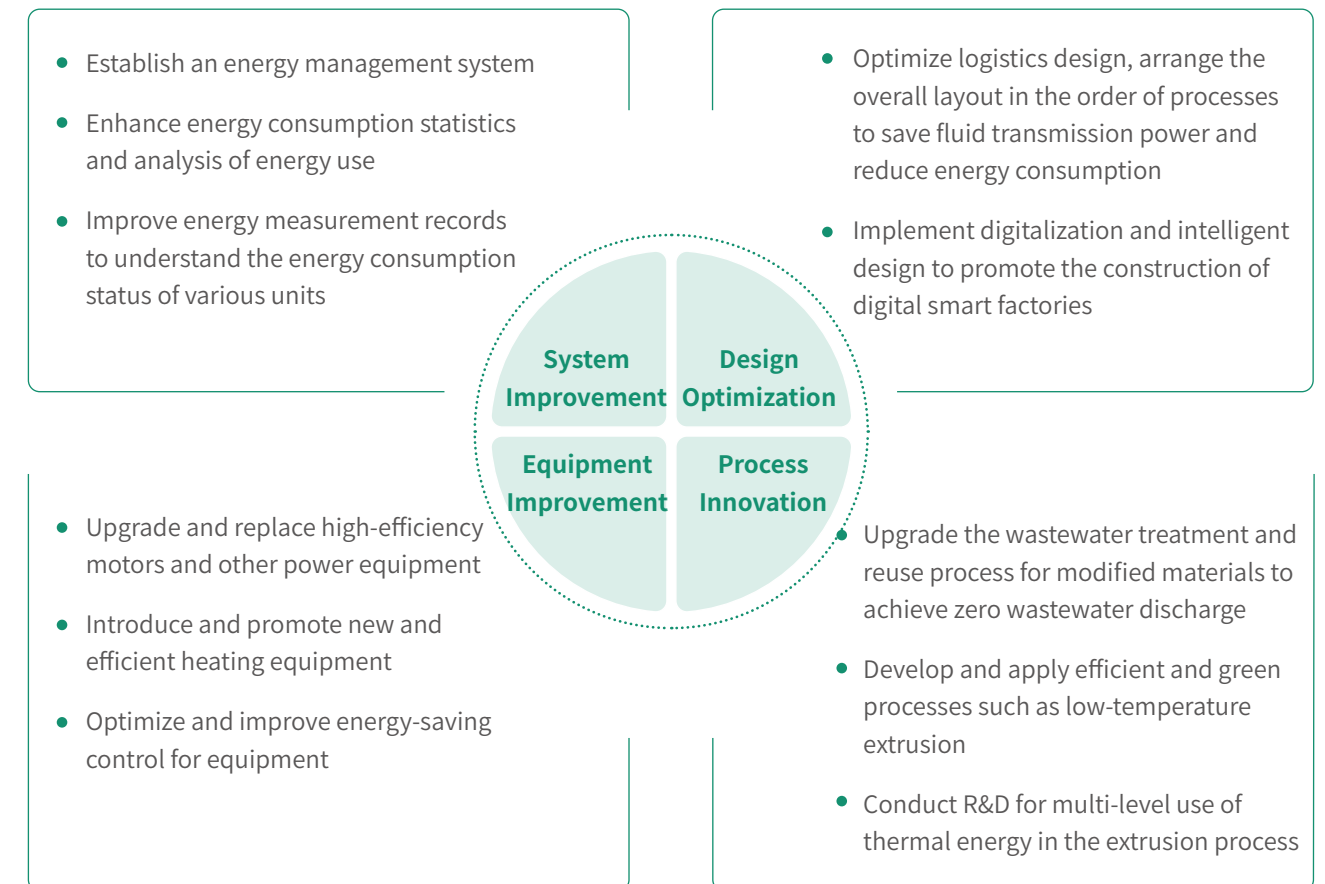 Establish an energy management system
Enhance energy consumption statistics
and analysis of energy use
Improve energy measurement records
to understand the energy consumption
status of various units
Optimize logistics design, arrange the
overall layout in the order of processes
to save fluid transmission power and
reduce energy consumption
Implement digitalization and intelligent
design to promote the construction of
digital smart factories
System
Improvement
Design
Optimization
Equipment
Improvement
Process
Innovation
Upgrade and replace high-efficiency
motors and other power equipment
Introduce and promote new and
efficient heating equipment
Optimize and improve energy-saving
control for equipment
Upgrade the wastewater treatment and
reuse process for modified materials to
achieve zero wastewater discharge
Develop and apply efficient and green
processes such as low-temperature
extrusion
Conduct R&D for multi-level use of
thermal energy in the extrusion process